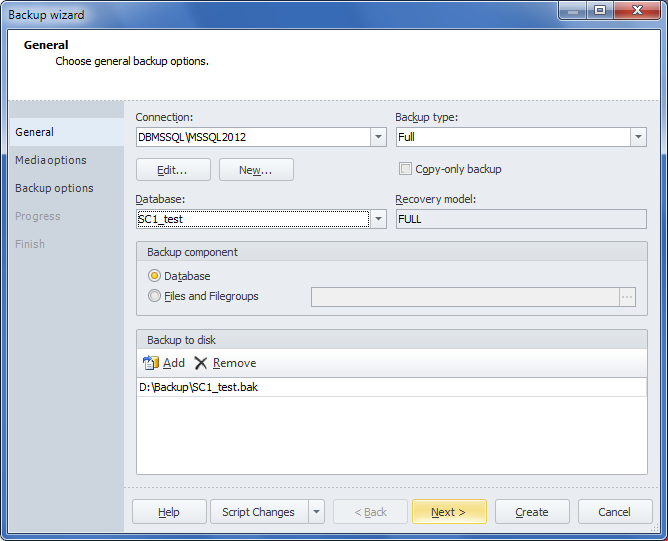 Backup wizard
General
Choose general backup options.
General
Media options
Backup options
Progress
Finish
Connection:
DBMSSQL\MSSQL2012
Backup type:
Full
Edit...
New...
Copy-only backup
Database:
SC1_test
Recovery model:
FULL
Backup component
Database
Files and Filegroups
...
Backup to disk
Add
Remove
D:\Backup\SC1_test.bak
Help
Script Changes
< Back
Next >
Create
Cancel